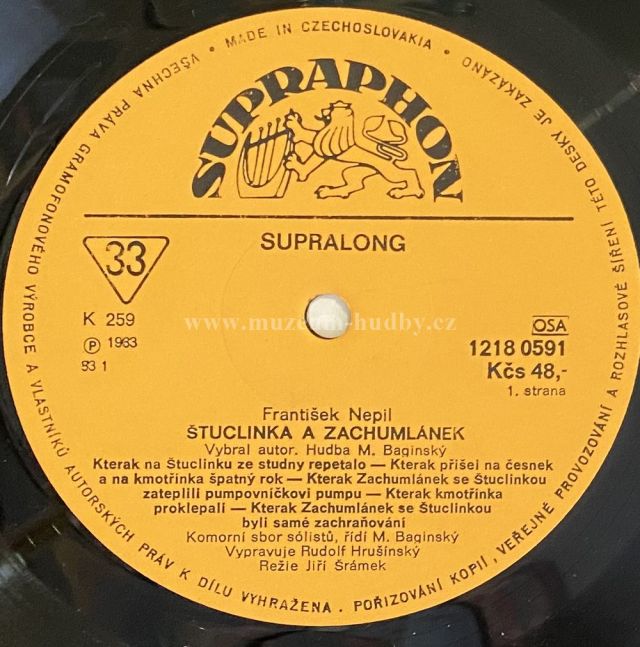 VŠECHNA PRÁVA GRAMOFONOVÉHO VÝROBCE A VLASTNÍKŮ AUTORSKÝCH PRÁV K DÍLU VYHRAŽENA . POŘIZOVÁNÍ KOPIÍ, VEŘEJNÉ PROVOZOVÁNÍ A ROZHLASOVÉ ŠÍŘENÍ TÉTO DESKY JE ZAKÁZÁNO • MADE IN CZECHOSLOVAKIA •
SUPRAPHON
SUPRALONG
33
K 259
www.muzeum-hudby.cz
OSA
Ⓟ 1983
1218 0591
83 1
Kčs 48,-
1. strana
František Nepil
ŠTUCLINKA A ZACHUMLÁNEK
Vybral autor. Hudba M. Baginský
Kterak na Štuclinku ze studny repetalo — Kterak přišel na česnek
a na kmotřinka špatný rok — Kterak Zachumlánek se Štuclinkou
zateplili pumpovníčkovi pumpu — Kterak kmotřinka
proklepali — Kterak Zachumlánek se Štuclinkou
byli samé zachraňování
Komorní sbor sólistů, řídí M. Baginský
Vypravuje Rudolf Hrušínský
Režie Jiří Šrámek